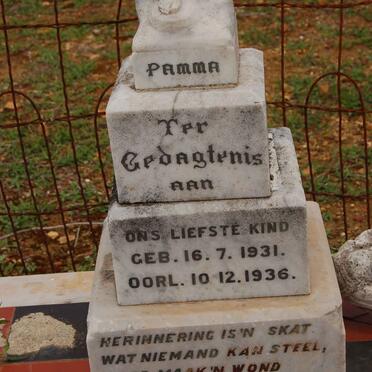 PAMMA
Ter
Gedagtenis
AAN
ONS LIEFSTE KIND
GEB. 16. 7. 1931.
OORL. 10 12. 1936.
HERINNERING IS'N SKAT
WAT NIEMAND KAN STEEL,
MAAK'N WOND